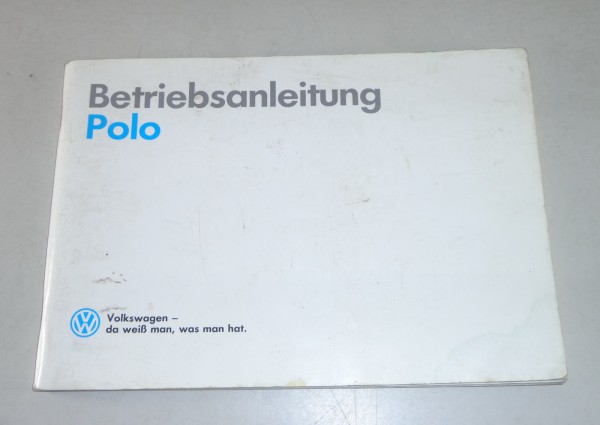 Betriebsanleitung
Polo
Volkswagen –
da weiß man, was man hat.